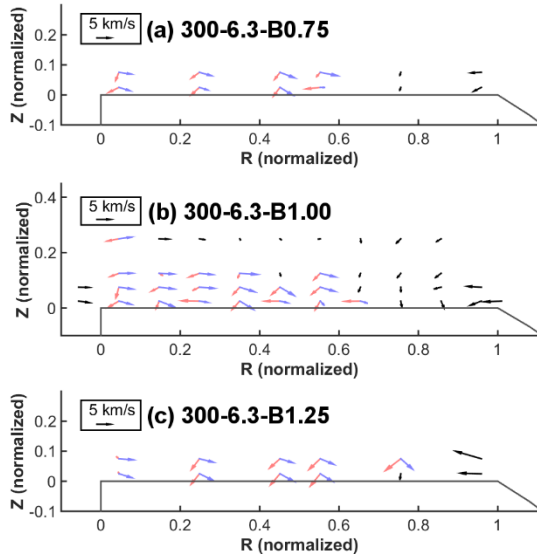 5 km/s
(a) 300-6.3-B0.75
Z (normalized)
0.2
0.1
0
-0.1
0 0.2 0.4 0.6 0.8 1
R (normalized)
5 km/s
(b) 300-6.3-B1.00
Z (normalized)
0.4
0.2
0
0 0.2 0.4 0.6 0.8 1
R (normalized)
5 km/s
(c) 300-6.3-B1.25
Z (normalized)
0.2
0.1
0
-0.1
0 0.2 0.4 0.6 0.8 1
R (normalized)